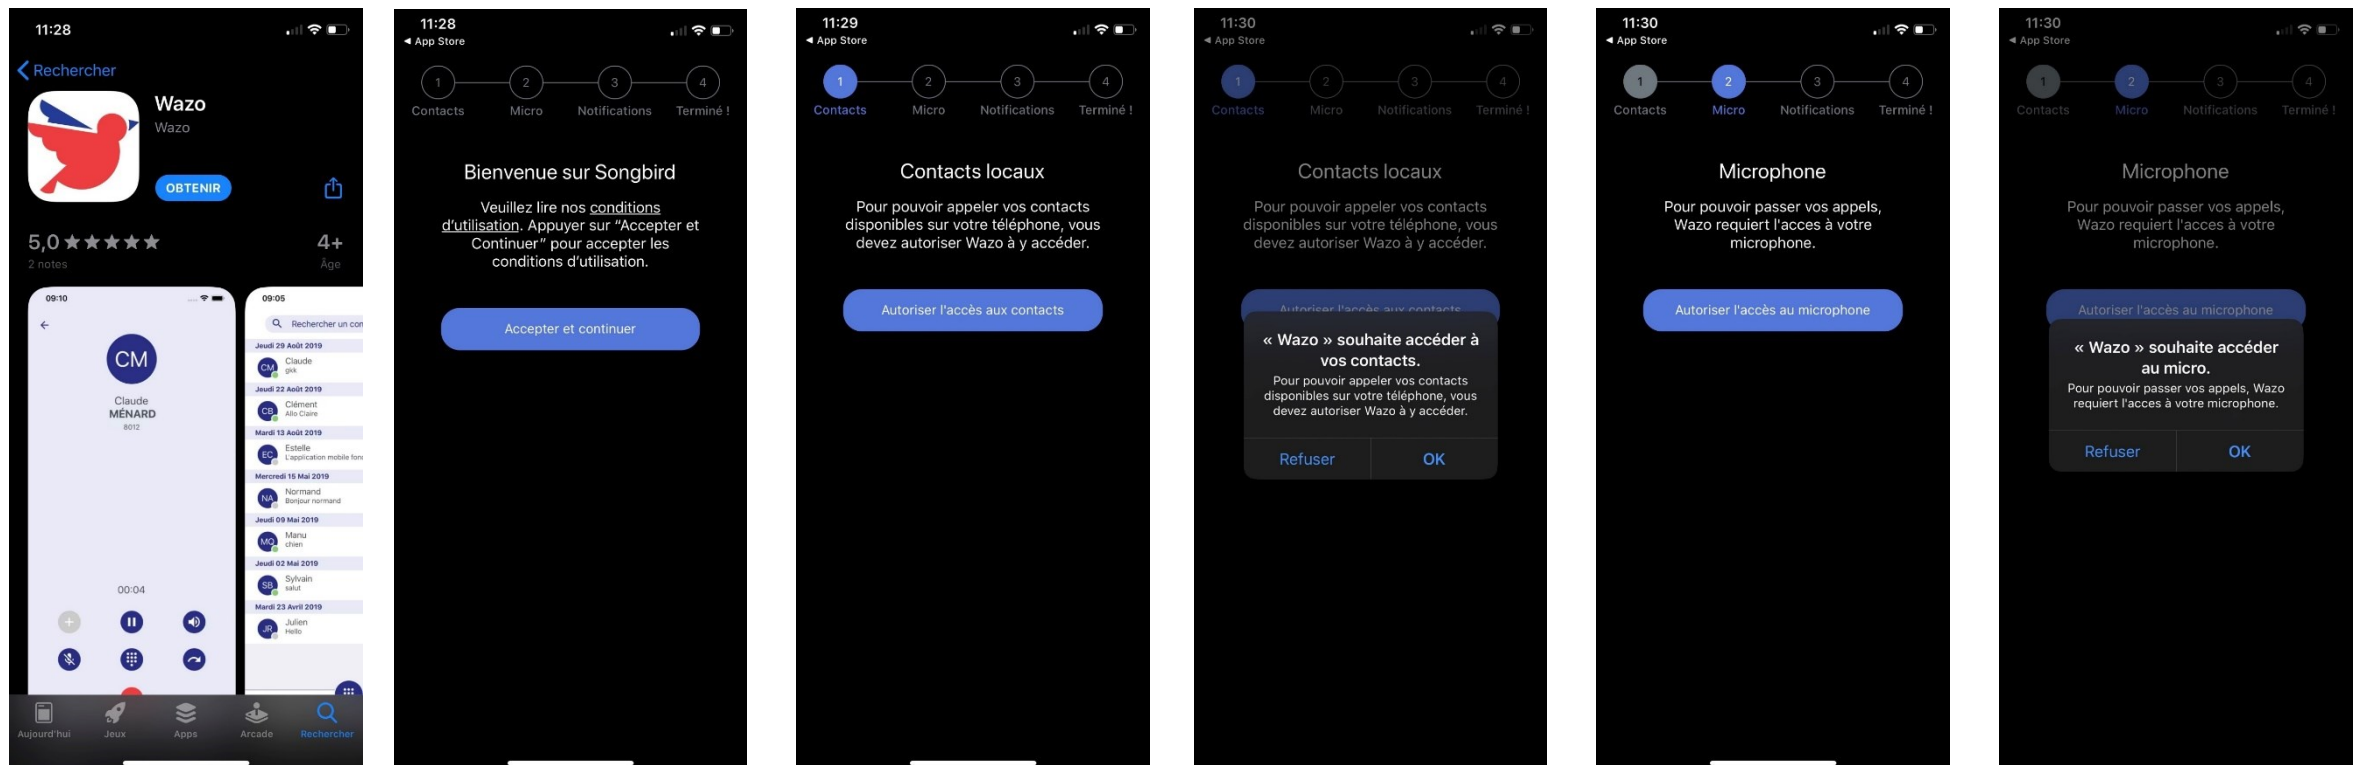 11:28
Rechercher
Wazo
Wazo
OBTENIR
5,0 ★★★★★
4+
2 notes
Âge
09:10
CM
Claude
MÉNARD
8012
00:04
09:05
Rechercher un con
Jeudi 29 Août 2019
CM
Claude
gkk
Jeudi 22 Août 2019
CB
Clément
Allo Claire
Mardi 13 Août 2019
EC
Estelle
L'application mobile fon
Mercredi 15 Mai 2019
NA
Normand
Bonjour normand
Jeudi 09 Mai 2019
MQ
Manu
chien
Jeudi 02 Mai 2019
SB
Sylvain
salut
Mardi 23 Avril 2019
JR
Julien
Hello
Aujourd'hui
Jeux
Apps
Arcade
Rechercher
11:28
◄ App Store
1
2
3
4
Contacts
Micro
Notifications
Terminé !
Bienvenue sur Songbird
Veuillez lire nos conditions
d'utilisation. Appuyer sur “Accepter et
Continuer” pour accepter les
conditions d'utilisation.
Accepter et continuer
11:29
◄ App Store
1
2
3
4
Contacts
Micro
Notifications
Terminé !
Contacts locaux
Pour pouvoir appeler vos contacts
disponibles sur votre téléphone, vous
devez autoriser Wazo à y accéder.
Autoriser l'accès aux contacts
11:30
◄ App Store
1
2
3
4
Contacts
Micro
Notifications
Terminé !
Contacts locaux
Pour pouvoir appeler vos contacts
disponibles sur votre téléphone, vous
devez autoriser Wazo à y accéder.
Autoriser l'accès aux contacts
« Wazo » souhaite accéder à
vos contacts.
Pour pouvoir appeler vos contacts
disponibles sur votre téléphone, vous
devez autoriser Wazo à y accéder.
Refuser
OK
11:30
◄ App Store
1
2
3
4
Contacts
Micro
Notifications
Terminé !
Microphone
Pour pouvoir passer vos appels,
Wazo requiert l'acces à votre
microphone.
Autoriser l'accès au microphone
11:30
◄ App Store
1
2
3
4
Contacts
Micro
Notifications
Terminé !
Microphone
Pour pouvoir passer vos appels,
Wazo requiert l'acces à votre
microphone.
Autoriser l'accès au microphone
« Wazo » souhaite accéder
au micro.
Pour pouvoir passer vos appels, Wazo
requiert l'acces à votre microphone.
Refuser
OK